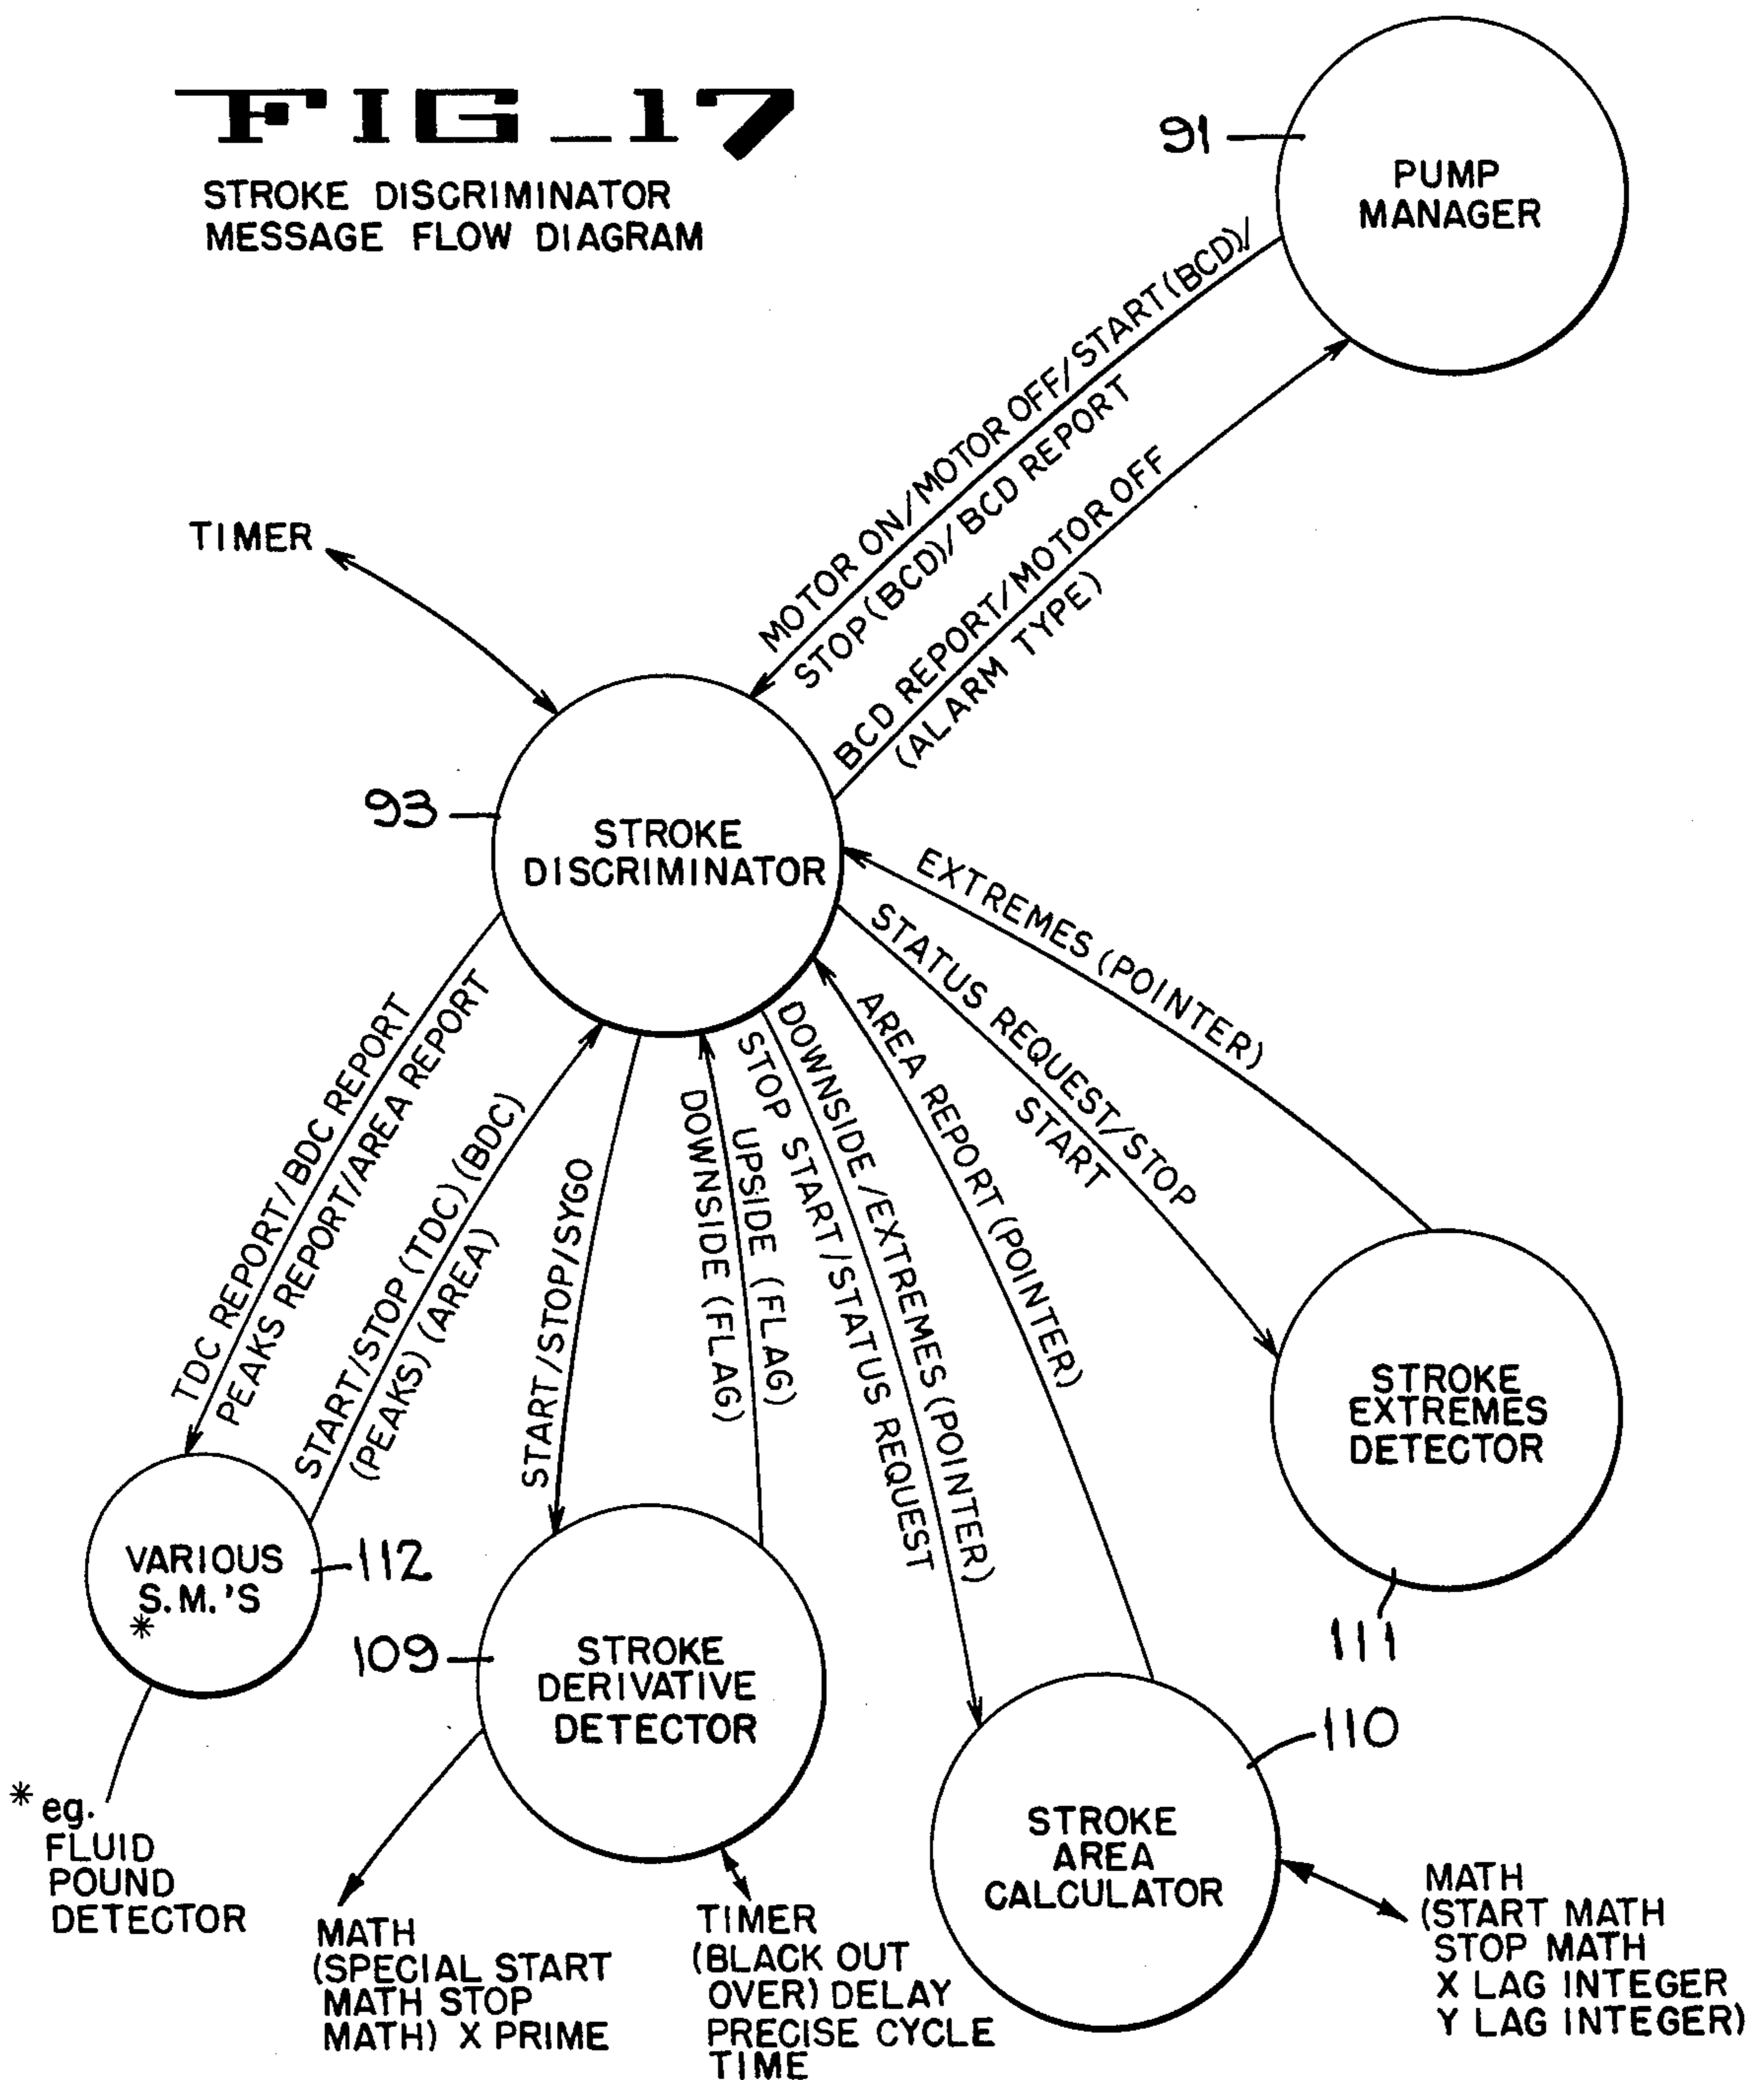 FIG_17
STROKE DISCRIMINATOR
MESSAGE FLOW DIAGRAM
91
PUMP
MANAGER
MOTOR ON/MOTOR OFF/START(BCD)/
STOP(BCD)/BCD REPORT
BCD REPORT/MOTOR OFF
(ALARM TYPE)
TIMER
93
STROKE
DISCRIMINATOR
EXTREMES (POINTER)
STATUS REQUEST/STOP
START
AREA REPORT (POINTER)
DOWNSIDE/EXTREMES (POINTER)
STOP START/STATUS REQUEST
UPSIDE (FLAG)
DOWNSIDE (FLAG)
START/STOP/SYGO
TDC REPORT/BDC REPORT
PEAKS REPORT/AREA REPORT
START/STOP (TDC) (BDC)
(PEAKS) (AREA)
STROKE
EXTREMES
DETECTOR
111
VARIOUS
S.M.'S
*
112
109
STROKE
DERIVATIVE
DETECTOR
110
STROKE
AREA
CALCULATOR
* eg.
FLUID
POUND
DETECTOR
MATH
(SPECIAL START
MATH STOP
MATH) X PRIME
TIMER
(BLACK OUT
OVER) DELAY
PRECISE CYCLE
TIME
MATH
(START MATH
STOP MATH
X LAG INTEGER
Y LAG INTEGER)